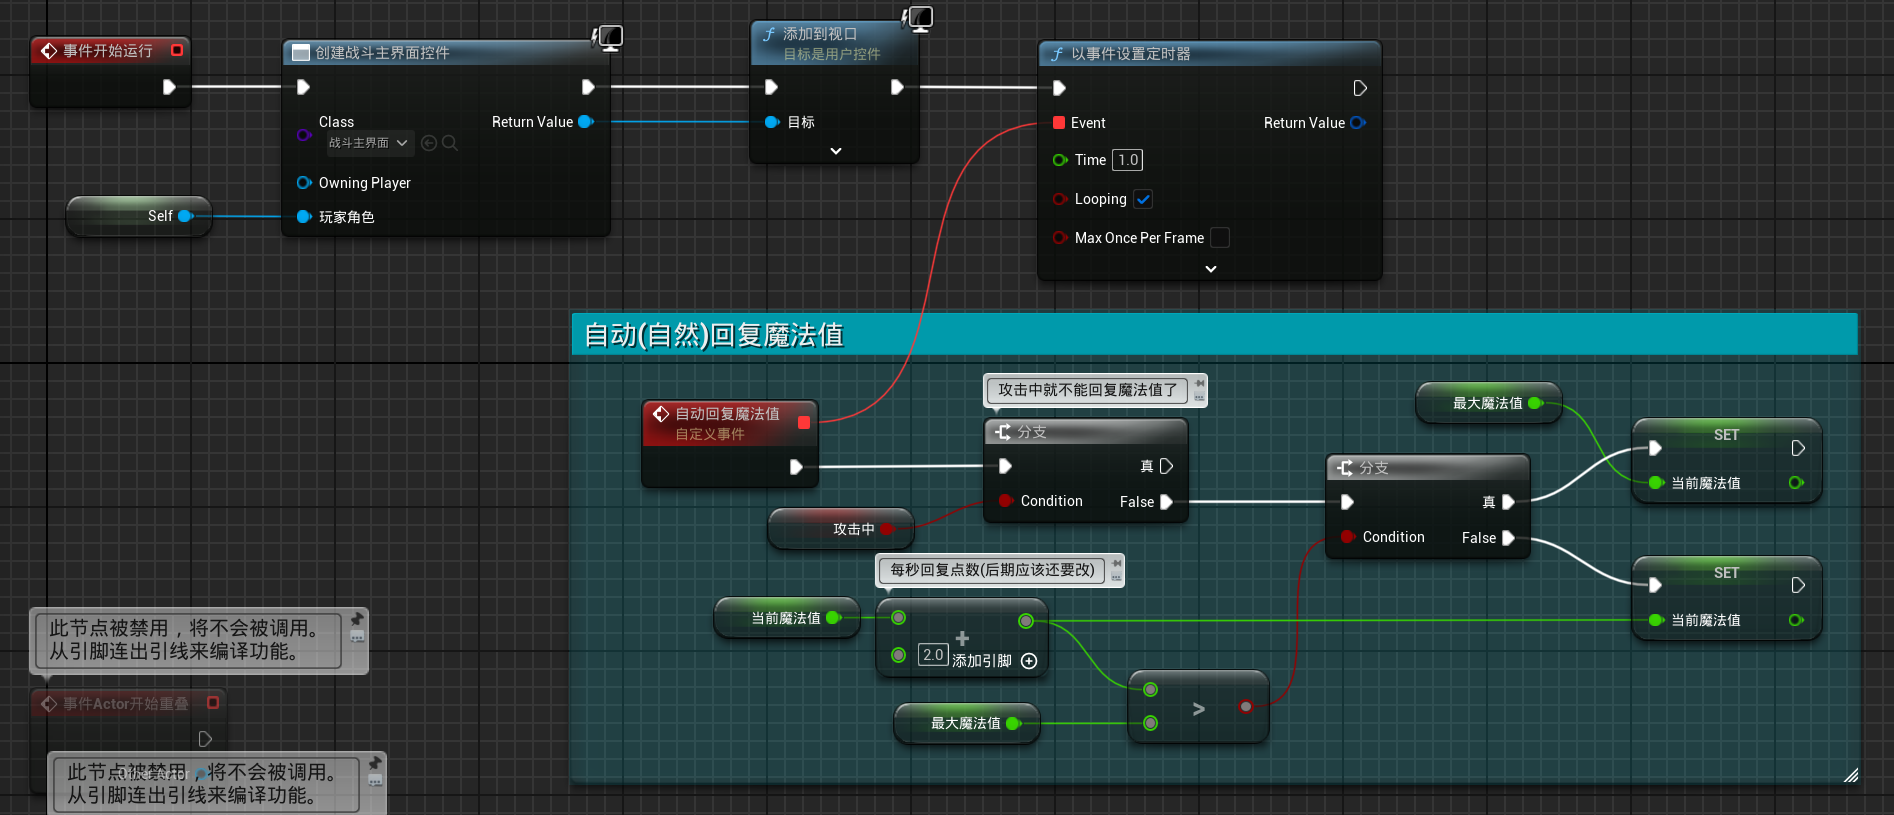 事件开始运行
创建战斗主界面控件
Class
战斗主界面
Return Value
Owning Player
玩家角色
Self
添加到视口
目标是用户控件
目标
以事件设置定时器
Event
Return Value
Time 1.0
Looping
Max Once Per Frame
自动(自然)回复魔法值
自动回复魔法值
自定义事件
攻击中就不能回复魔法值了
分支
真
Condition
False
攻击中
每秒回复点数(后期应该还要改)
当前魔法值
2.0 添加引脚
最大魔法值
>
分支
真
Condition
False
最大魔法值
SET
当前魔法值
SET
当前魔法值
此节点被禁用，将不会被调用。
从引脚连出引线来编译功能。
事件Actor开始重叠
此节点被禁用，将不会被调用。
从引脚连出引线来编译功能。